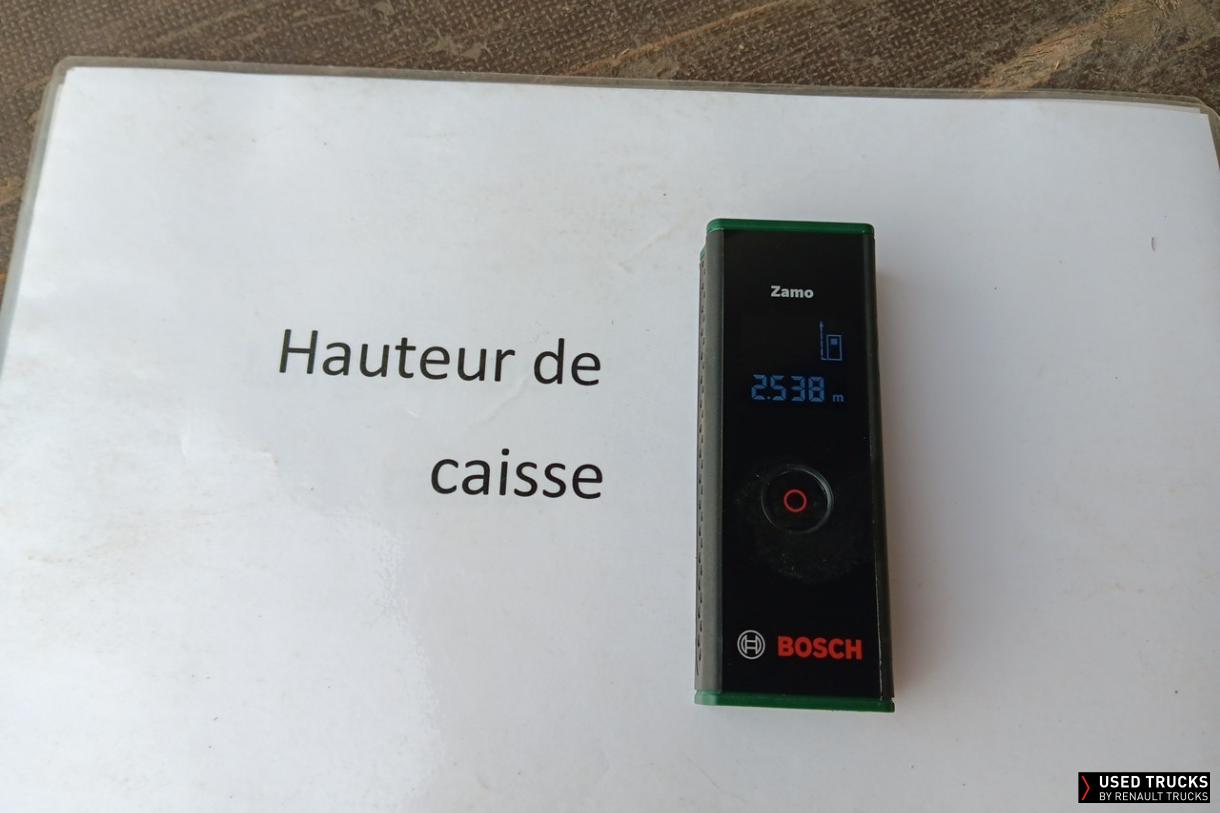 Hauteur de
caisse
Zamo
2.538 m
BOSCH
USED TRUCKS
BY RENAULT TRUCKS